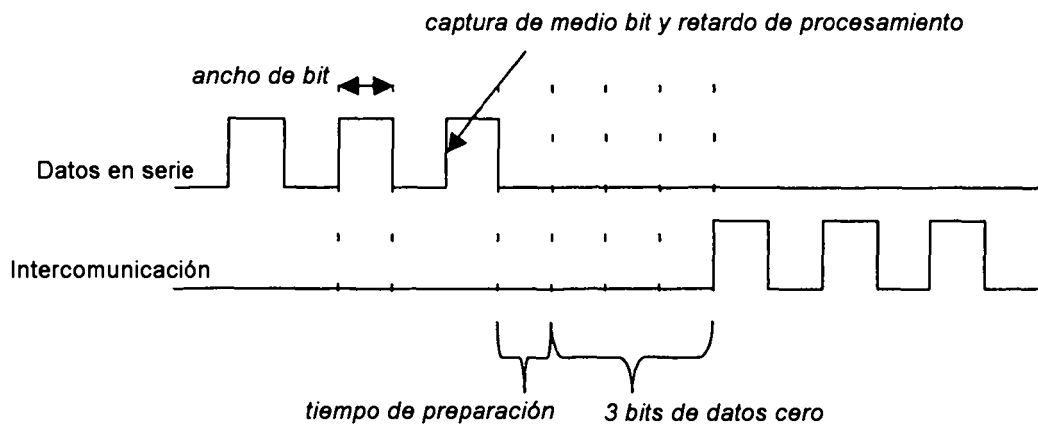 captura de medio bit y retardo de procesamiento
ancho de bit
Datos en serie
Intercomunicación
tiempo de preparación
3 bits de datos cero